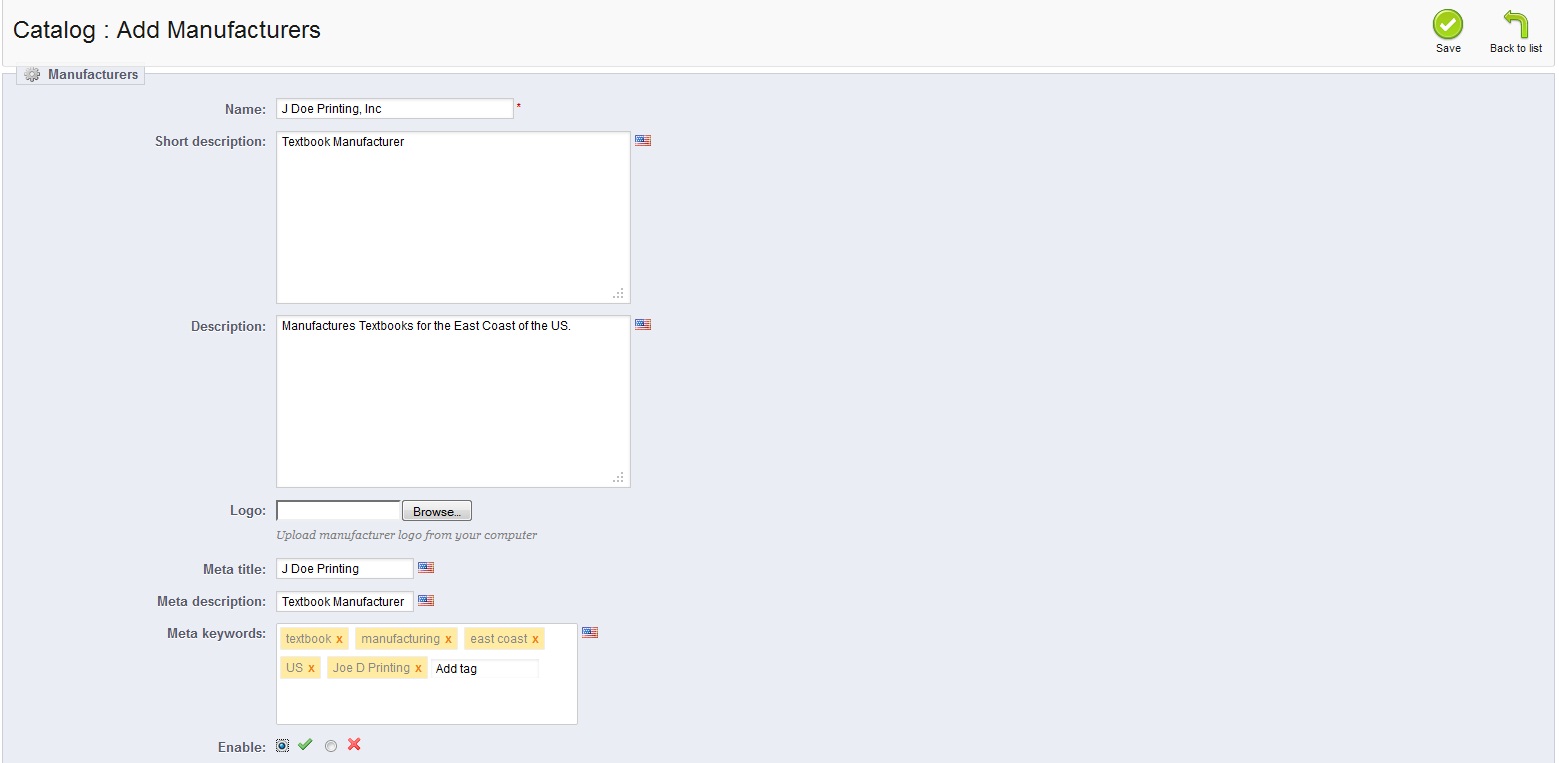 Catalog : Add Manufacturers
Save
Back to list
Manufacturers
Name: J Doe Printing, Inc *
Short description: Textbook Manufacturer
Description: Manufactures Textbooks for the East Coast of the US.
Logo: Browse...
Upload manufacturer logo from your computer
Meta title: J Doe Printing
Meta description: Textbook Manufacturer
Meta keywords: textbook x manufacturing x east coast x
US x Joe D Printing x Add tag
Enable: